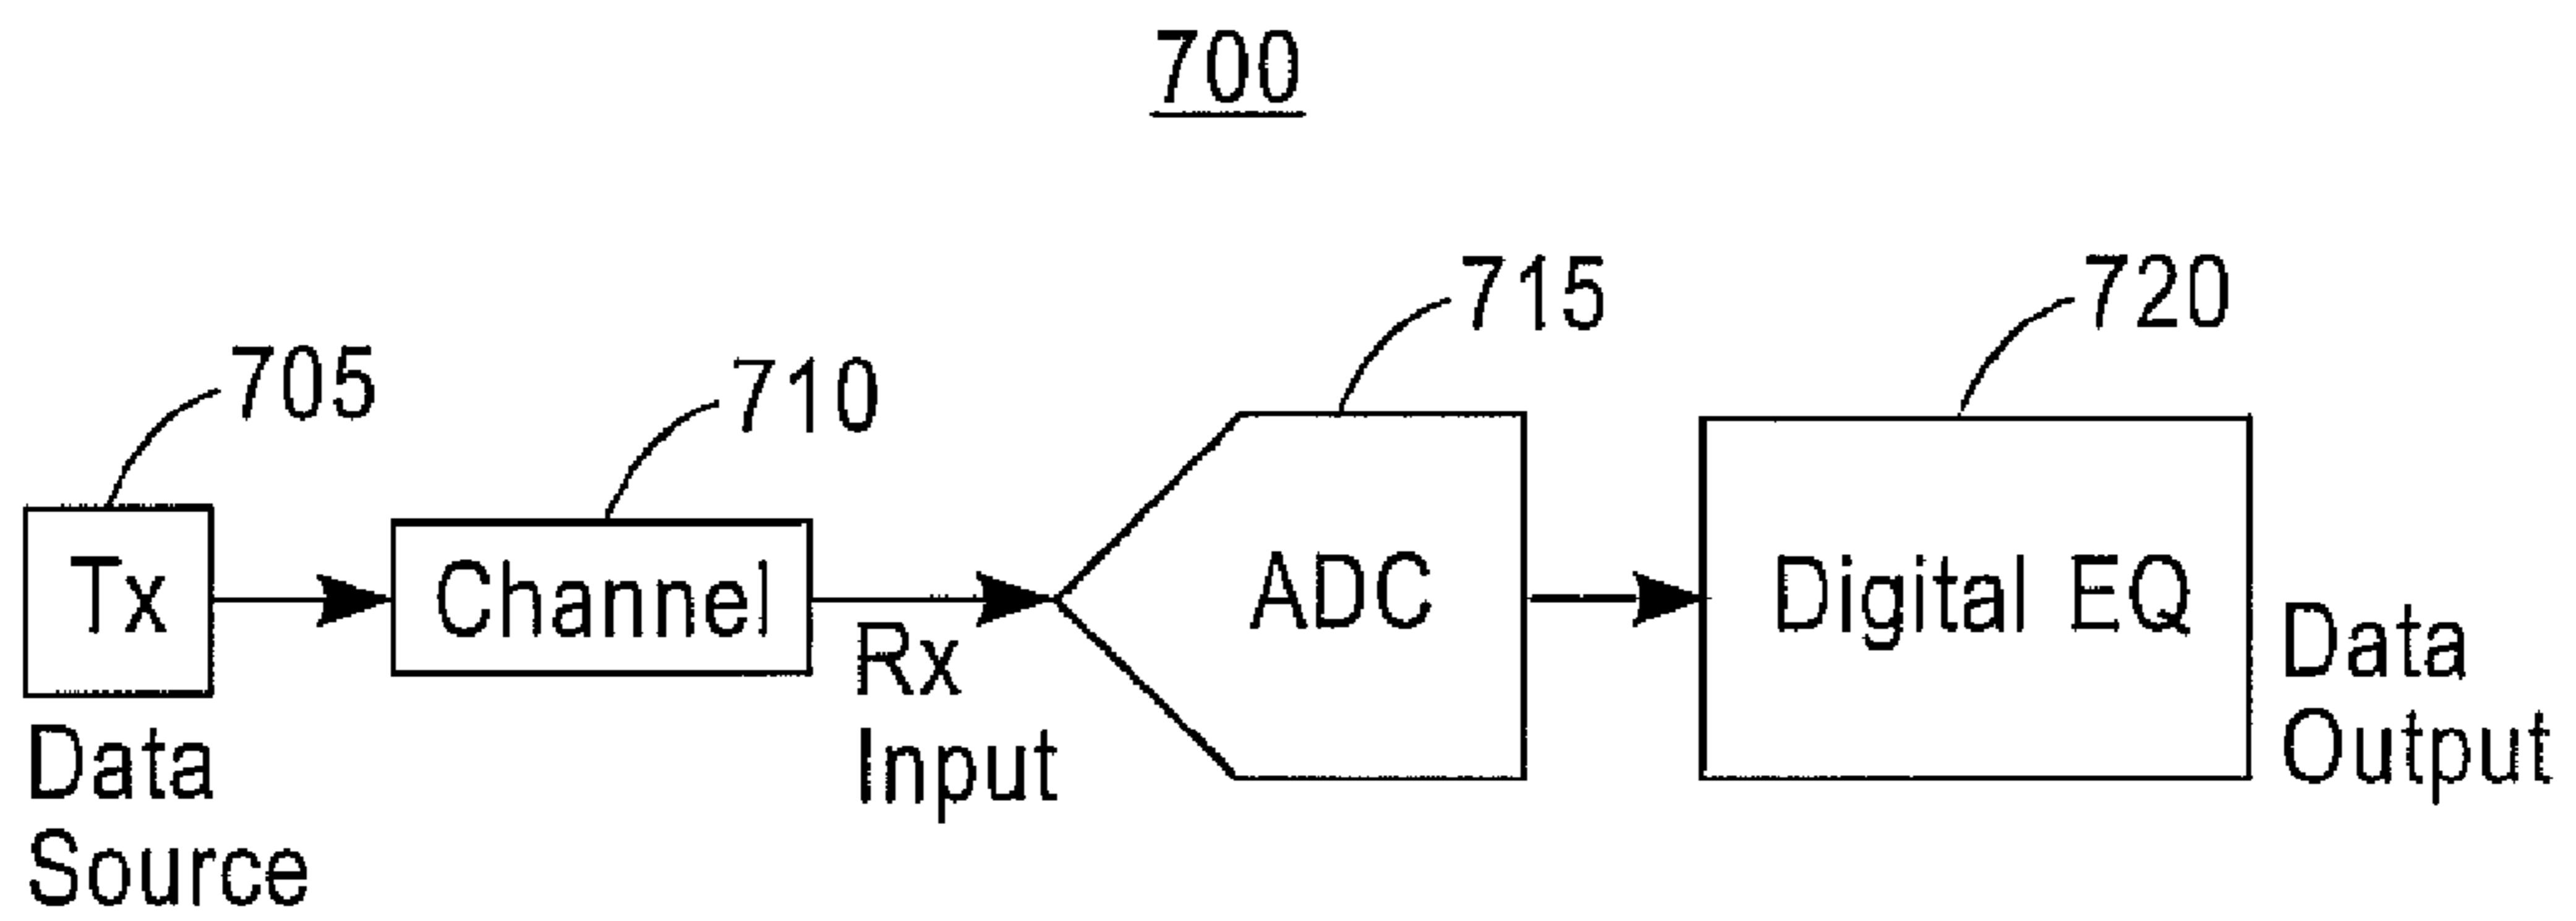 700
705
710
715
720
Tx
Channel
ADC
Digital EQ
Data
Source
Rx
Input
Data
Output